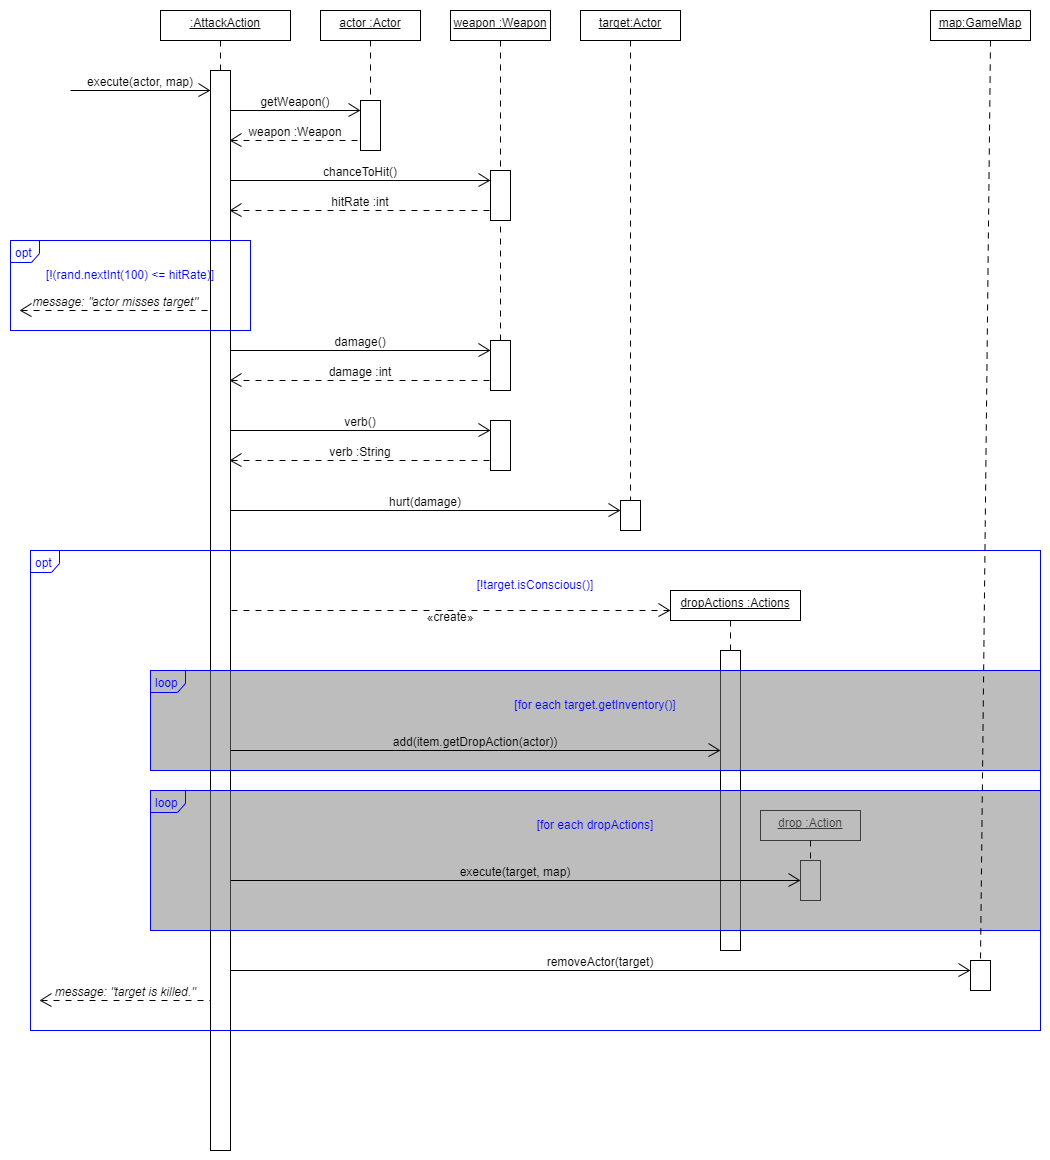 :AttackAction
actor :Actor
weapon :Weapon
target:Actor
map:GameMap
execute(actor, map)
getWeapon()
weapon :Weapon
chanceToHit()
hitRate :int
opt
[!(rand.nextInt(100) <= hitRate)]
message: "actor misses target"
damage()
damage :int
verb()
verb :String
hurt(damage)
opt
[!target.isConscious()]
dropActions :Actions
«create»
loop
[for each target.getInventory()]
add(item.getDropAction(actor))
loop
[for each dropActions]
drop :Action
execute(target, map)
removeActor(target)
message: "target is killed."